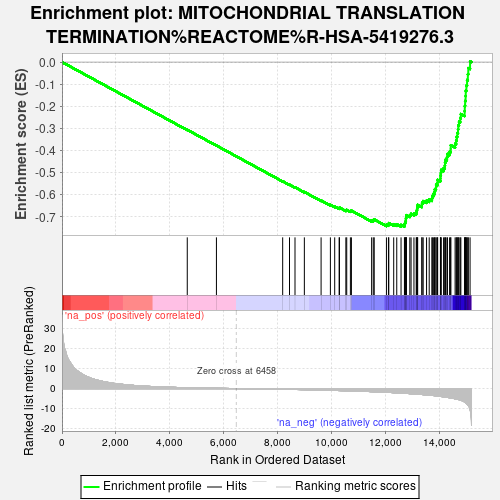 Enrichment plot: MITOCHONDRIAL TRANSLATION
TERMINATION%REACTOME%R-HSA-5419276.3
Enrichment score (ES)
0.0
-0.1
-0.2
-0.3
-0.4
-0.5
-0.6
-0.7
Ranked list metric (PreRanked)
'na_pos' (positively correlated)
30
20
10
0
-10
-20
Zero cross at 6458
'na_neg' (negatively correlated)
0
2,000
4,000
6,000
8,000
10,000
12,000
14,000
Rank in Ordered Dataset
Enrichment profile
Hits
Ranking metric scores